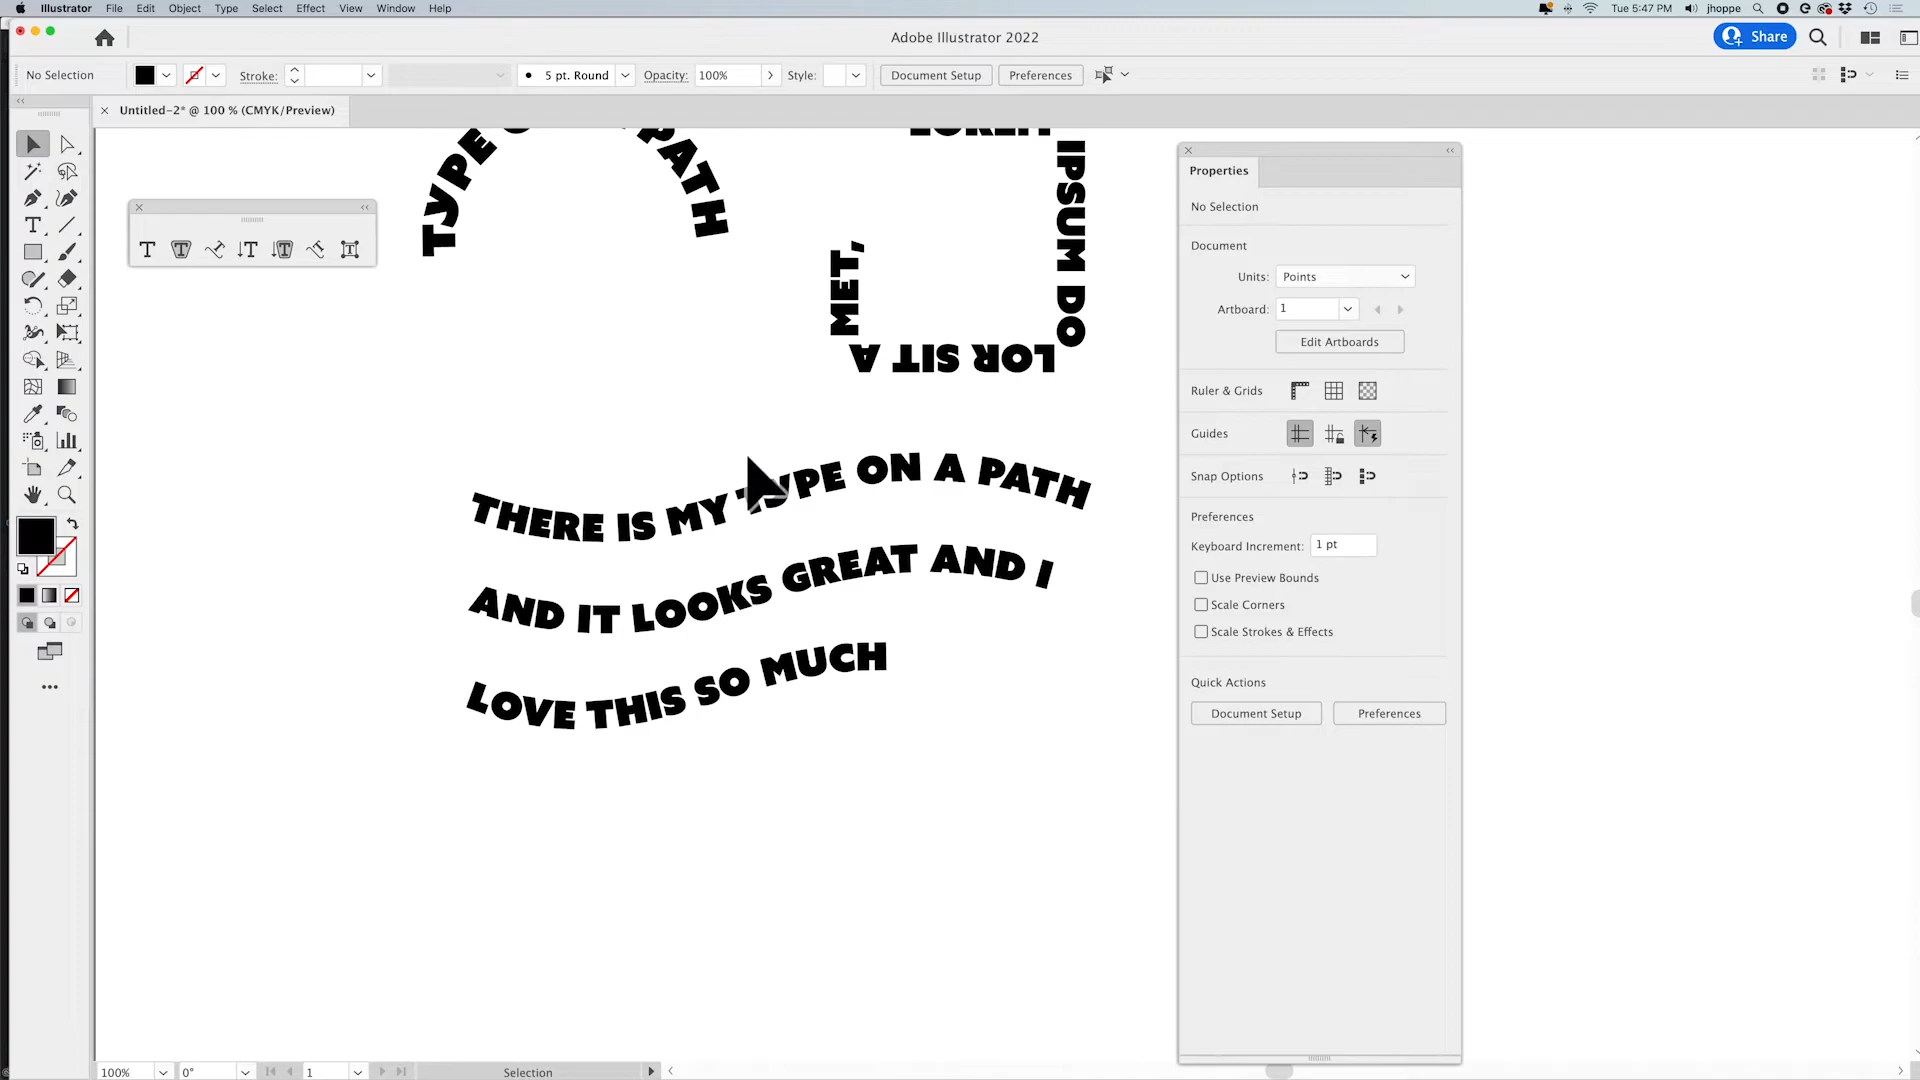 Illustrator File Edit Object Type Select Effect View Window Help
Tue 5:47 PM jhoppe
Adobe Illustrator 2022
Share
No Selection
Stroke:
5 pt. Round
Opacity: 100%
Style:
Document Setup
Preferences
× Untitled-2* @ 100 % (CMYK/Preview)
TYPE
PATH
IPSUM DO
LOR SIT A
MET,
THERE IS MY TYPE ON A PATH
AND IT LOOKS GREAT AND I
LOVE THIS SO MUCH
Properties
No Selection
Document
Units: Points
Artboard: 1
Edit Artboards
Ruler & Grids
Guides
Snap Options
Preferences
Keyboard Increment: 1 pt
Use Preview Bounds
Scale Corners
Scale Strokes & Effects
Quick Actions
Document Setup
Preferences
100% 0° 1 Selection